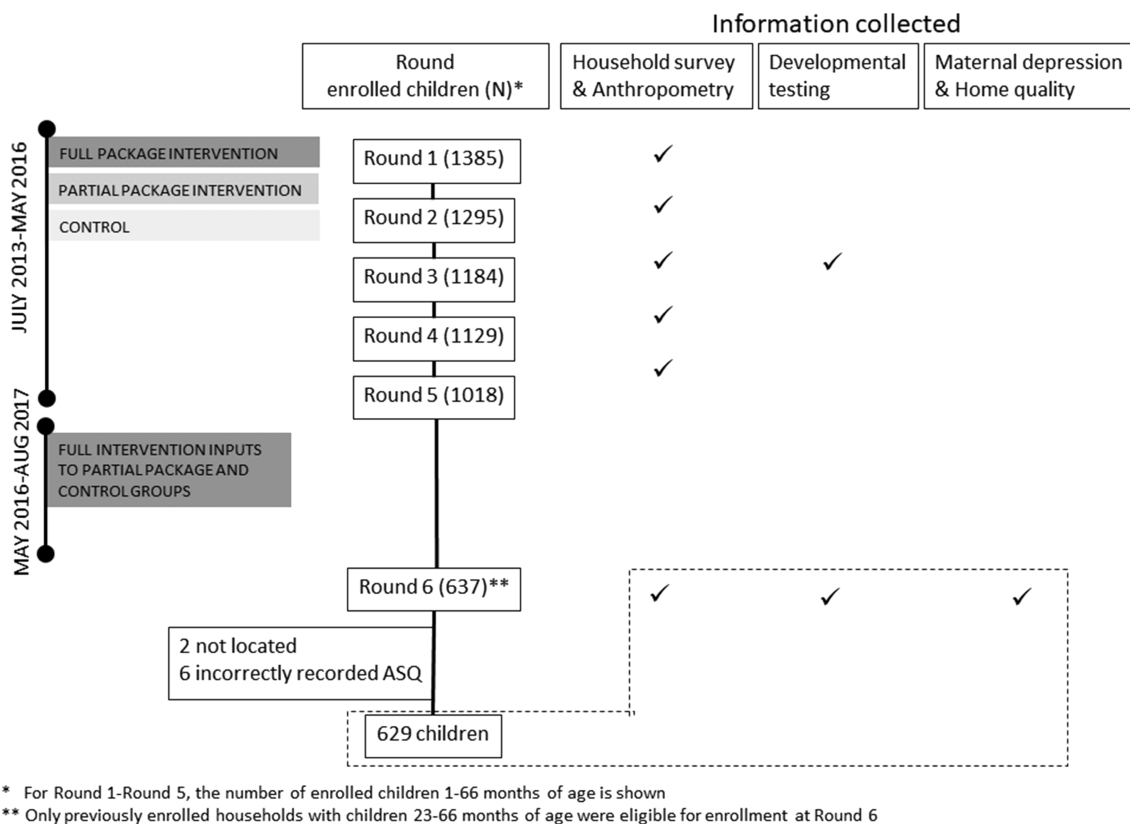 Information collected
Round
enrolled children (N)*
Household survey
& Anthropometry
Developmental
testing
Maternal depression
& Home quality
JULY 2013-MAY 2016
FULL PACKAGE INTERVENTION
PARTIAL PACKAGE INTERVENTION
CONTROL
Round 1 (1385)
Round 2 (1295)
Round 3 (1184)
Round 4 (1129)
Round 5 (1018)
MAY 2016-AUG 2017
FULL INTERVENTION INPUTS
TO PARTIAL PACKAGE AND
CONTROL GROUPS
Round 6 (637)**
2 not located
6 incorrectly recorded ASQ
629 children
* For Round 1-Round 5, the number of enrolled children 1-66 months of age is shown
** Only previously enrolled households with children 23-66 months of age were eligible for enrollment at Round 6